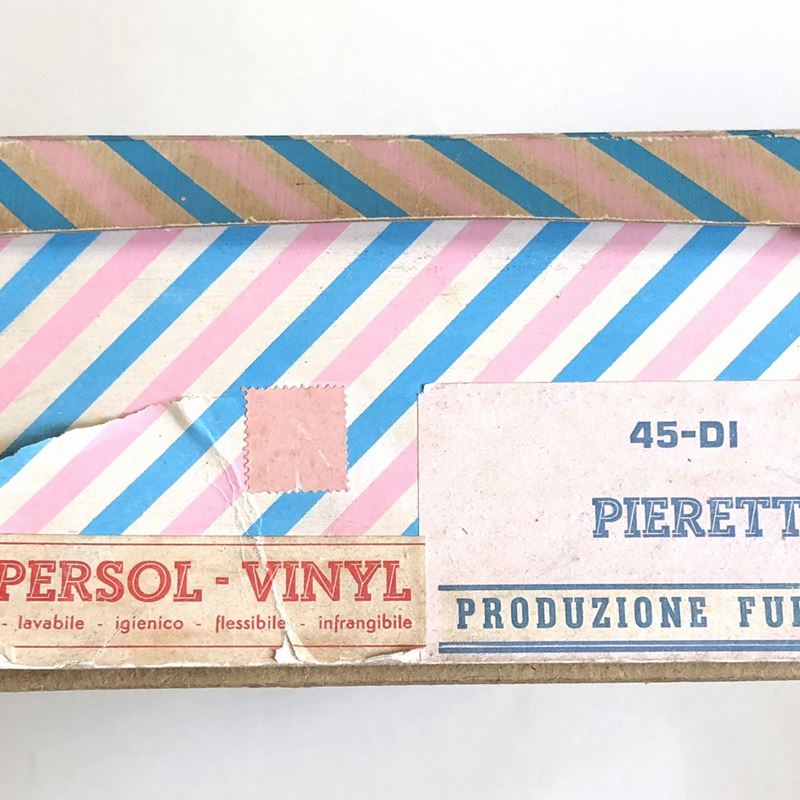 PERSOL - VINYL
- lavabile - igienico - flessibile - infrangibile
45-DI
PIERETT
PRODUZIONE FU